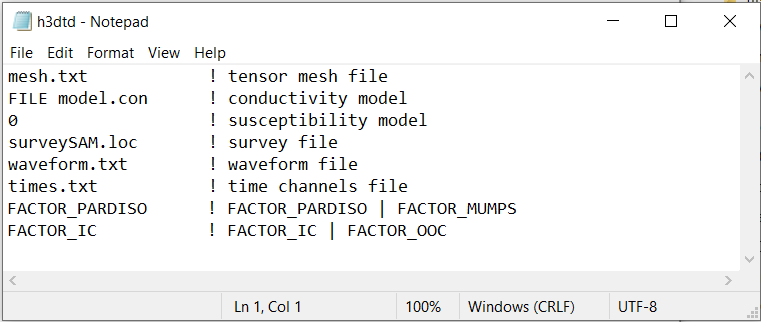 h3dtd - Notepad
File Edit Format View Help
mesh.txt ! tensor mesh file
FILE model.con ! conductivity model
0 ! susceptibility model
surveySAM.loc ! survey file
waveform.txt ! waveform file
times.txt ! time channels file
FACTOR_PARDISO ! FACTOR_PARDISO | FACTOR_MUMPS
FACTOR_IC ! FACTOR_IC | FACTOR_OOC
Ln 1, Col 1 100% Windows (CRLF) UTF-8